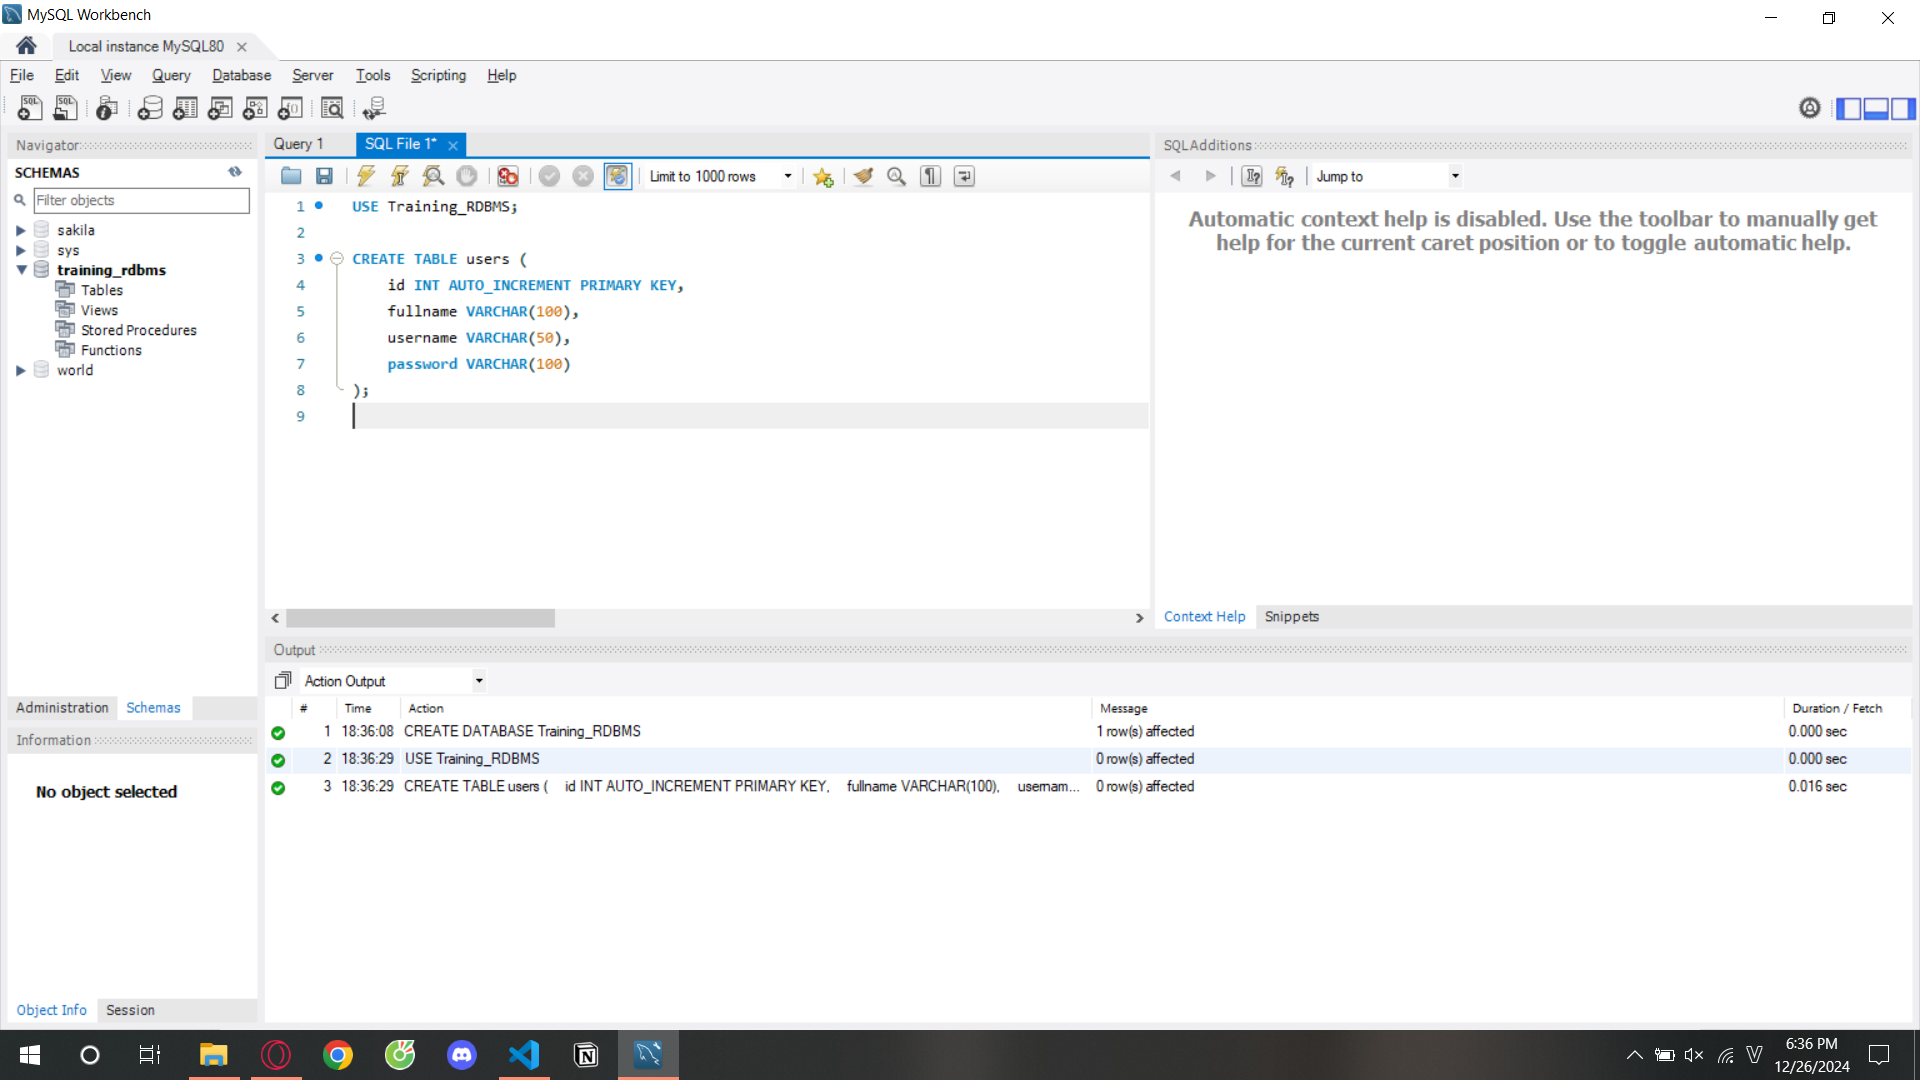 MySQL Workbench
Local instance MySQL80
File Edit View Query Database Server Tools Scripting Help
Navigator
SCHEMAS
Filter objects
sakila
sys
training_rdbms
Tables
Views
Stored Procedures
Functions
world
Administration Schemas
Information
No object selected
Object Info Session
Query 1 SQL File 1*
Limit to 1000 rows
1 USE Training_RDBMS;
2
3 CREATE TABLE users (
4 id INT AUTO_INCREMENT PRIMARY KEY,
5 fullname VARCHAR(100),
6 username VARCHAR(50),
7 password VARCHAR(100)
8 );
9
SQLAdditions
Jump to
Automatic context help is disabled. Use the toolbar to manually get
help for the current caret position or to toggle automatic help.
Context Help Snippets
Output
Action Output
# Time Action Message Duration / Fetch
1 18:36:08 CREATE DATABASE Training_RDBMS 1 row(s) affected 0.000 sec
2 18:36:29 USE Training_RDBMS 0 row(s) affected 0.000 sec
3 18:36:29 CREATE TABLE users ( id INT AUTO_INCREMENT PRIMARY KEY, fullname VARCHAR(100), usernam... 0 row(s) affected 0.016 sec
V
6:36 PM
12/26/2024